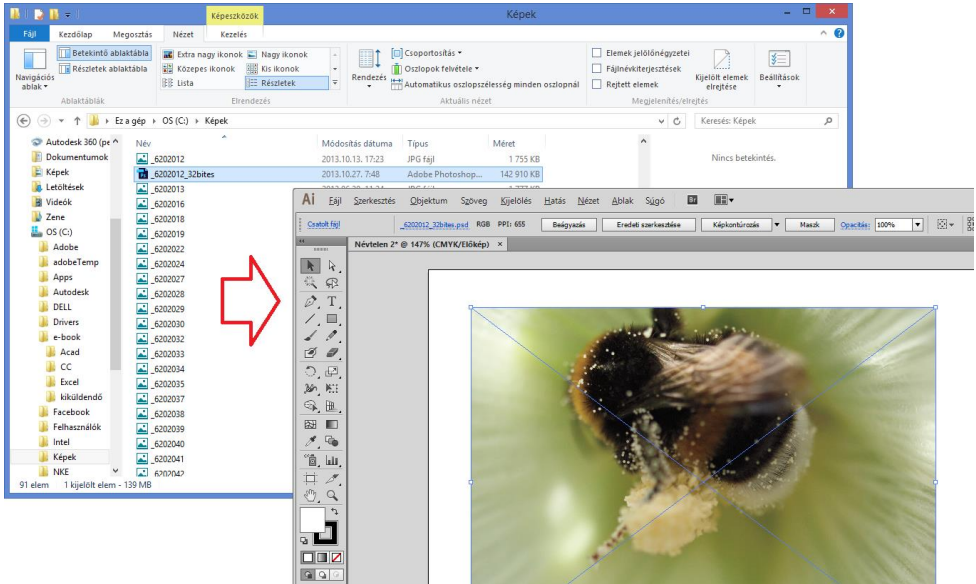 Képeszközök
Képek
Fájl Kezdőlap Megosztás Nézet Kezelés
Navigációs ablak
Betekintő ablaktábla
Részletek ablaktábla
Ablaktáblák
Extra nagy ikonok Nagy ikonok
Közepes ikonok Kis ikonok
Lista Részletek
Elrendezés
Rendezés
Csoportosítás
Oszlopok felvétele
Automatikus oszlopszélesség minden oszlopnál
Aktuális nézet
Elemek jelölőnégyzetei
Fájlnévkiterjesztések
Rejtett elemek
Kijelölt elemek elrejtése
Megjelenítés/elrejtés
Beállítások
Ez a gép OS (C:) Képek
Keresés: Képek
Autodesk 360 (pe
Dokumentumok
Képek
Letöltések
Videók
Zene
OS (C:)
Adobe
adobeTemp
Apps
Autodesk
DELL
Drivers
e-book
Acad
CC
Excel
kiküldendő
Facebook
Felhasználók
Intel
Képek
NKE
Név Módosítás dátuma Típus Méret
_6202012 2013.10.13. 17:23 JPG fájl 1 755 KB
_6202012_32bites 2013.10.27. 7:48 Adobe Photoshop... 142 910 KB
_6202013
_6202016
_6202018
_6202019
_6202022
_6202024
_6202027
_6202028
_6202029
_6202030
_6202032
_6202033
_6202034
_6202035
_6202037
_6202038
_6202039
_6202040
_6202041
_6202042
Nincs betekintés.
91 elem 1 kijelölt elem - 139 MB
Ai Fájl Szerkesztés Objektum Szöveg Kijelölés Hatás Nézet Ablak Súgó Br
Csatolt fájl _6202012_32bites.psd RGB PPI: 655 Beágyazás Eredeti szerkesztése Képkontúrozás Maszk Opacitás: 100%
Névtelen 2* @ 147% (CMYK/Előkép) ×